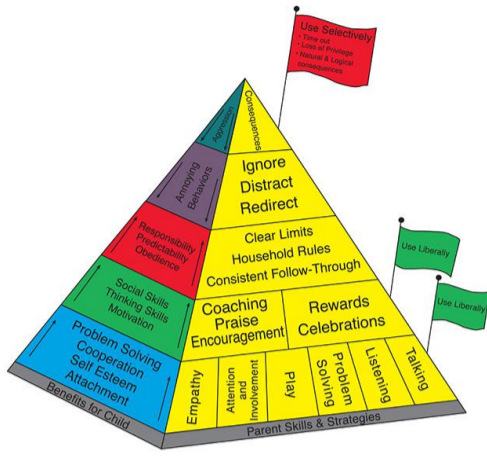 Use Selectively
• Time out
• Loss of Privilege
• Natural & Logical
consequences
Aggression
Consequences
Annoying
Behaviors
Ignore
Distract
Redirect
Responsibility
Predictability
Obedience
Clear Limits
Household Rules
Consistent Follow-Through
Use Liberally
Social Skills
Thinking Skills
Motivation
Coaching
Praise
Encouragement
Rewards
Celebrations
Use Liberally
Problem Solving
Cooperation
Self Esteem
Attachment
Empathy
Attention
and
Involvement
Play
Problem
Solving
Listening
Talking
Benefits for Child
Parent Skills & Strategies